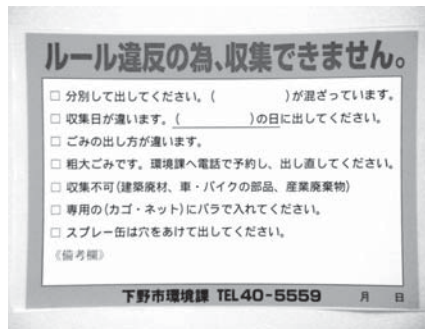 ルール違反の為、収集できません。
□ 分別して出してください。(　　　　)が混ざっています。
□ 収集日が違います。(　　　　)の日に出してください。
□ ごみの出し方が違います。
□ 粗大ごみです。環境課へ電話で予約し、出し直してください。
□ 収集不可(建築廃材、車・バイクの部品、産業廃棄物)
□ 専用の(カゴ・ネット)にバラで入れてください。
□ スプレー缶は穴をあけて出してください。
《備考欄》
下野市環境課 TEL40-5559　月　日